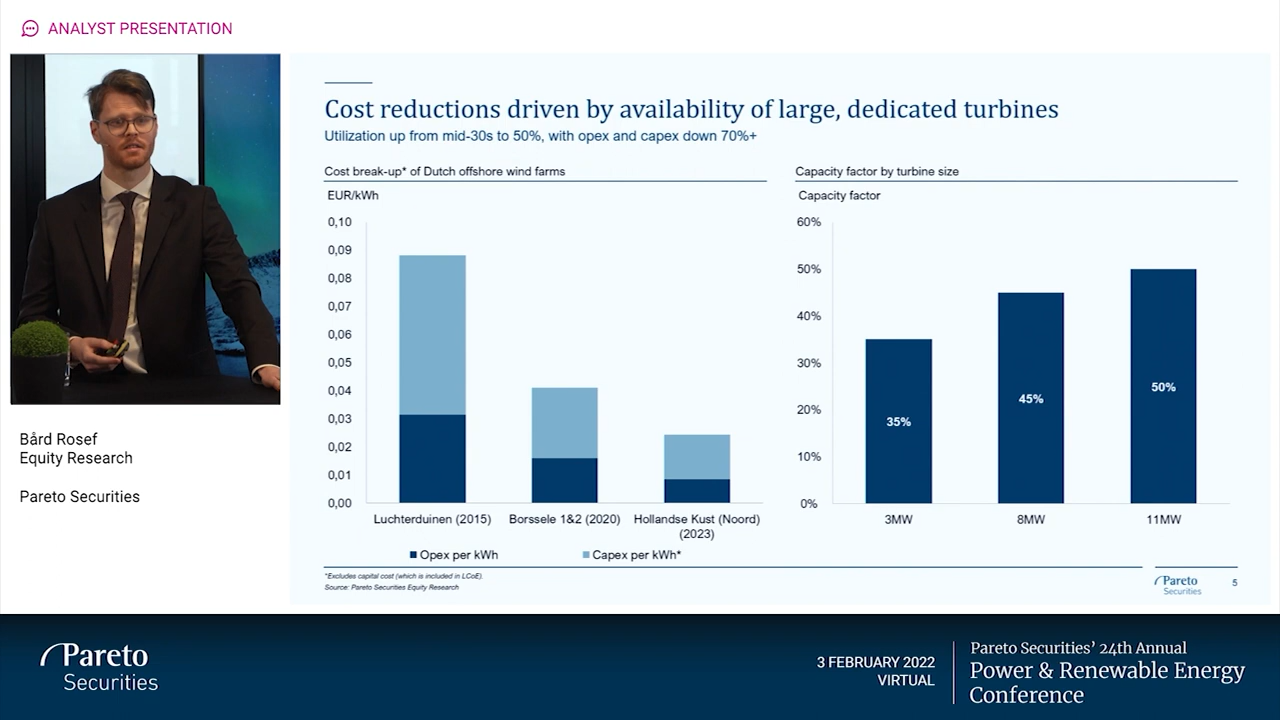 ANALYST PRESENTATION
Bård Rosef
Equity Research
Pareto Securities
Cost reductions driven by availability of large, dedicated turbines
Utilization up from mid-30s to 50%, with opex and capex down 70%+
Cost break-up* of Dutch offshore wind farms
EUR/kWh
0,10
0,09
0,08
0,07
0,06
0,05
0,04
0,03
0,02
0,01
0,00
Luchterduinen (2015)
Borssele 1&2 (2020)
Hollandse Kust (Noord)
(2023)
Opex per kWh
Capex per kWh*
Capacity factor by turbine size
Capacity factor
60%
50%
40%
30%
20%
10%
0%
35%
45%
50%
3MW
8MW
11MW
*Excludes capital cost (which is included in LCoE).
Source: Pareto Securities Equity Research
Pareto
Securities
5
Pareto
Securities
3 FEBRUARY 2022
VIRTUAL
Pareto Securities' 24th Annual
Power & Renewable Energy
Conference